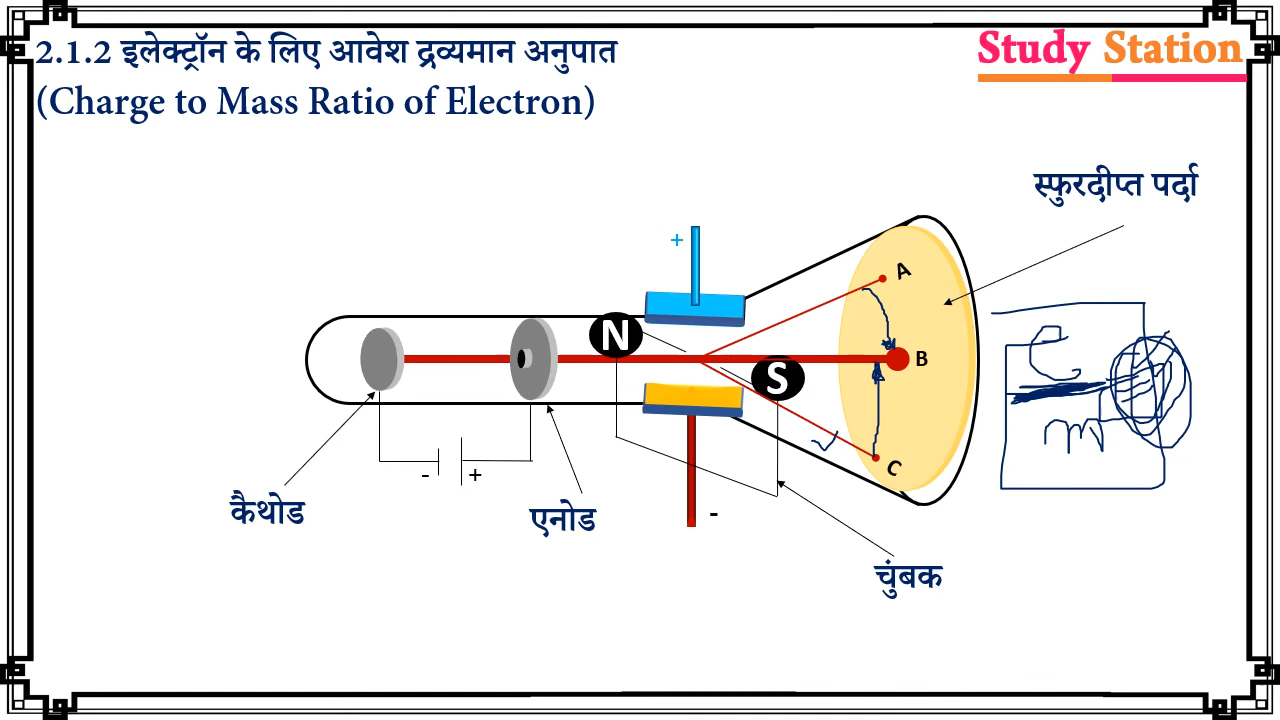 2.1.2 इलेक्ट्रॉन के लिए आवेश द्रव्यमान अनुपात
(Charge to Mass Ratio of Electron)
Study Station
स्फुरदीप्त पर्दा
+
A
N
B
S
e
m
C
- +
कैथोड
एनोड
-
चुंबक